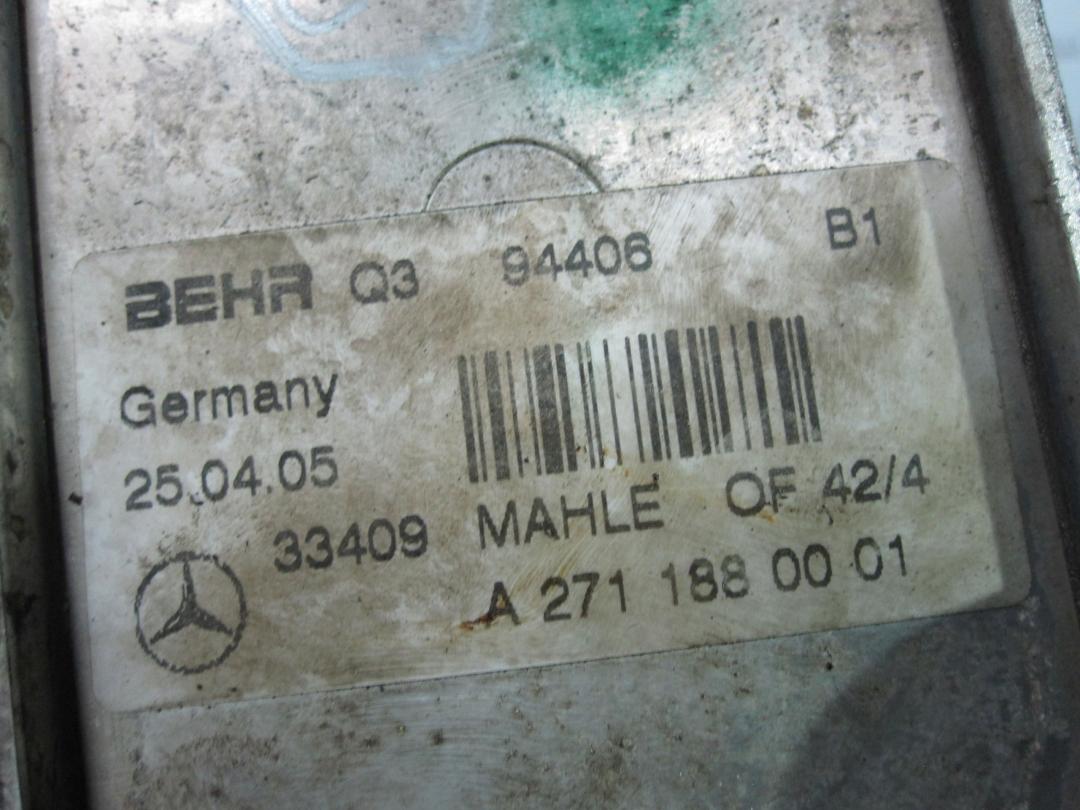 BEHR Q3 94406 B1
Germany
25.04.05
33409 MAHLE OF 42/4
A 271 188 00 01